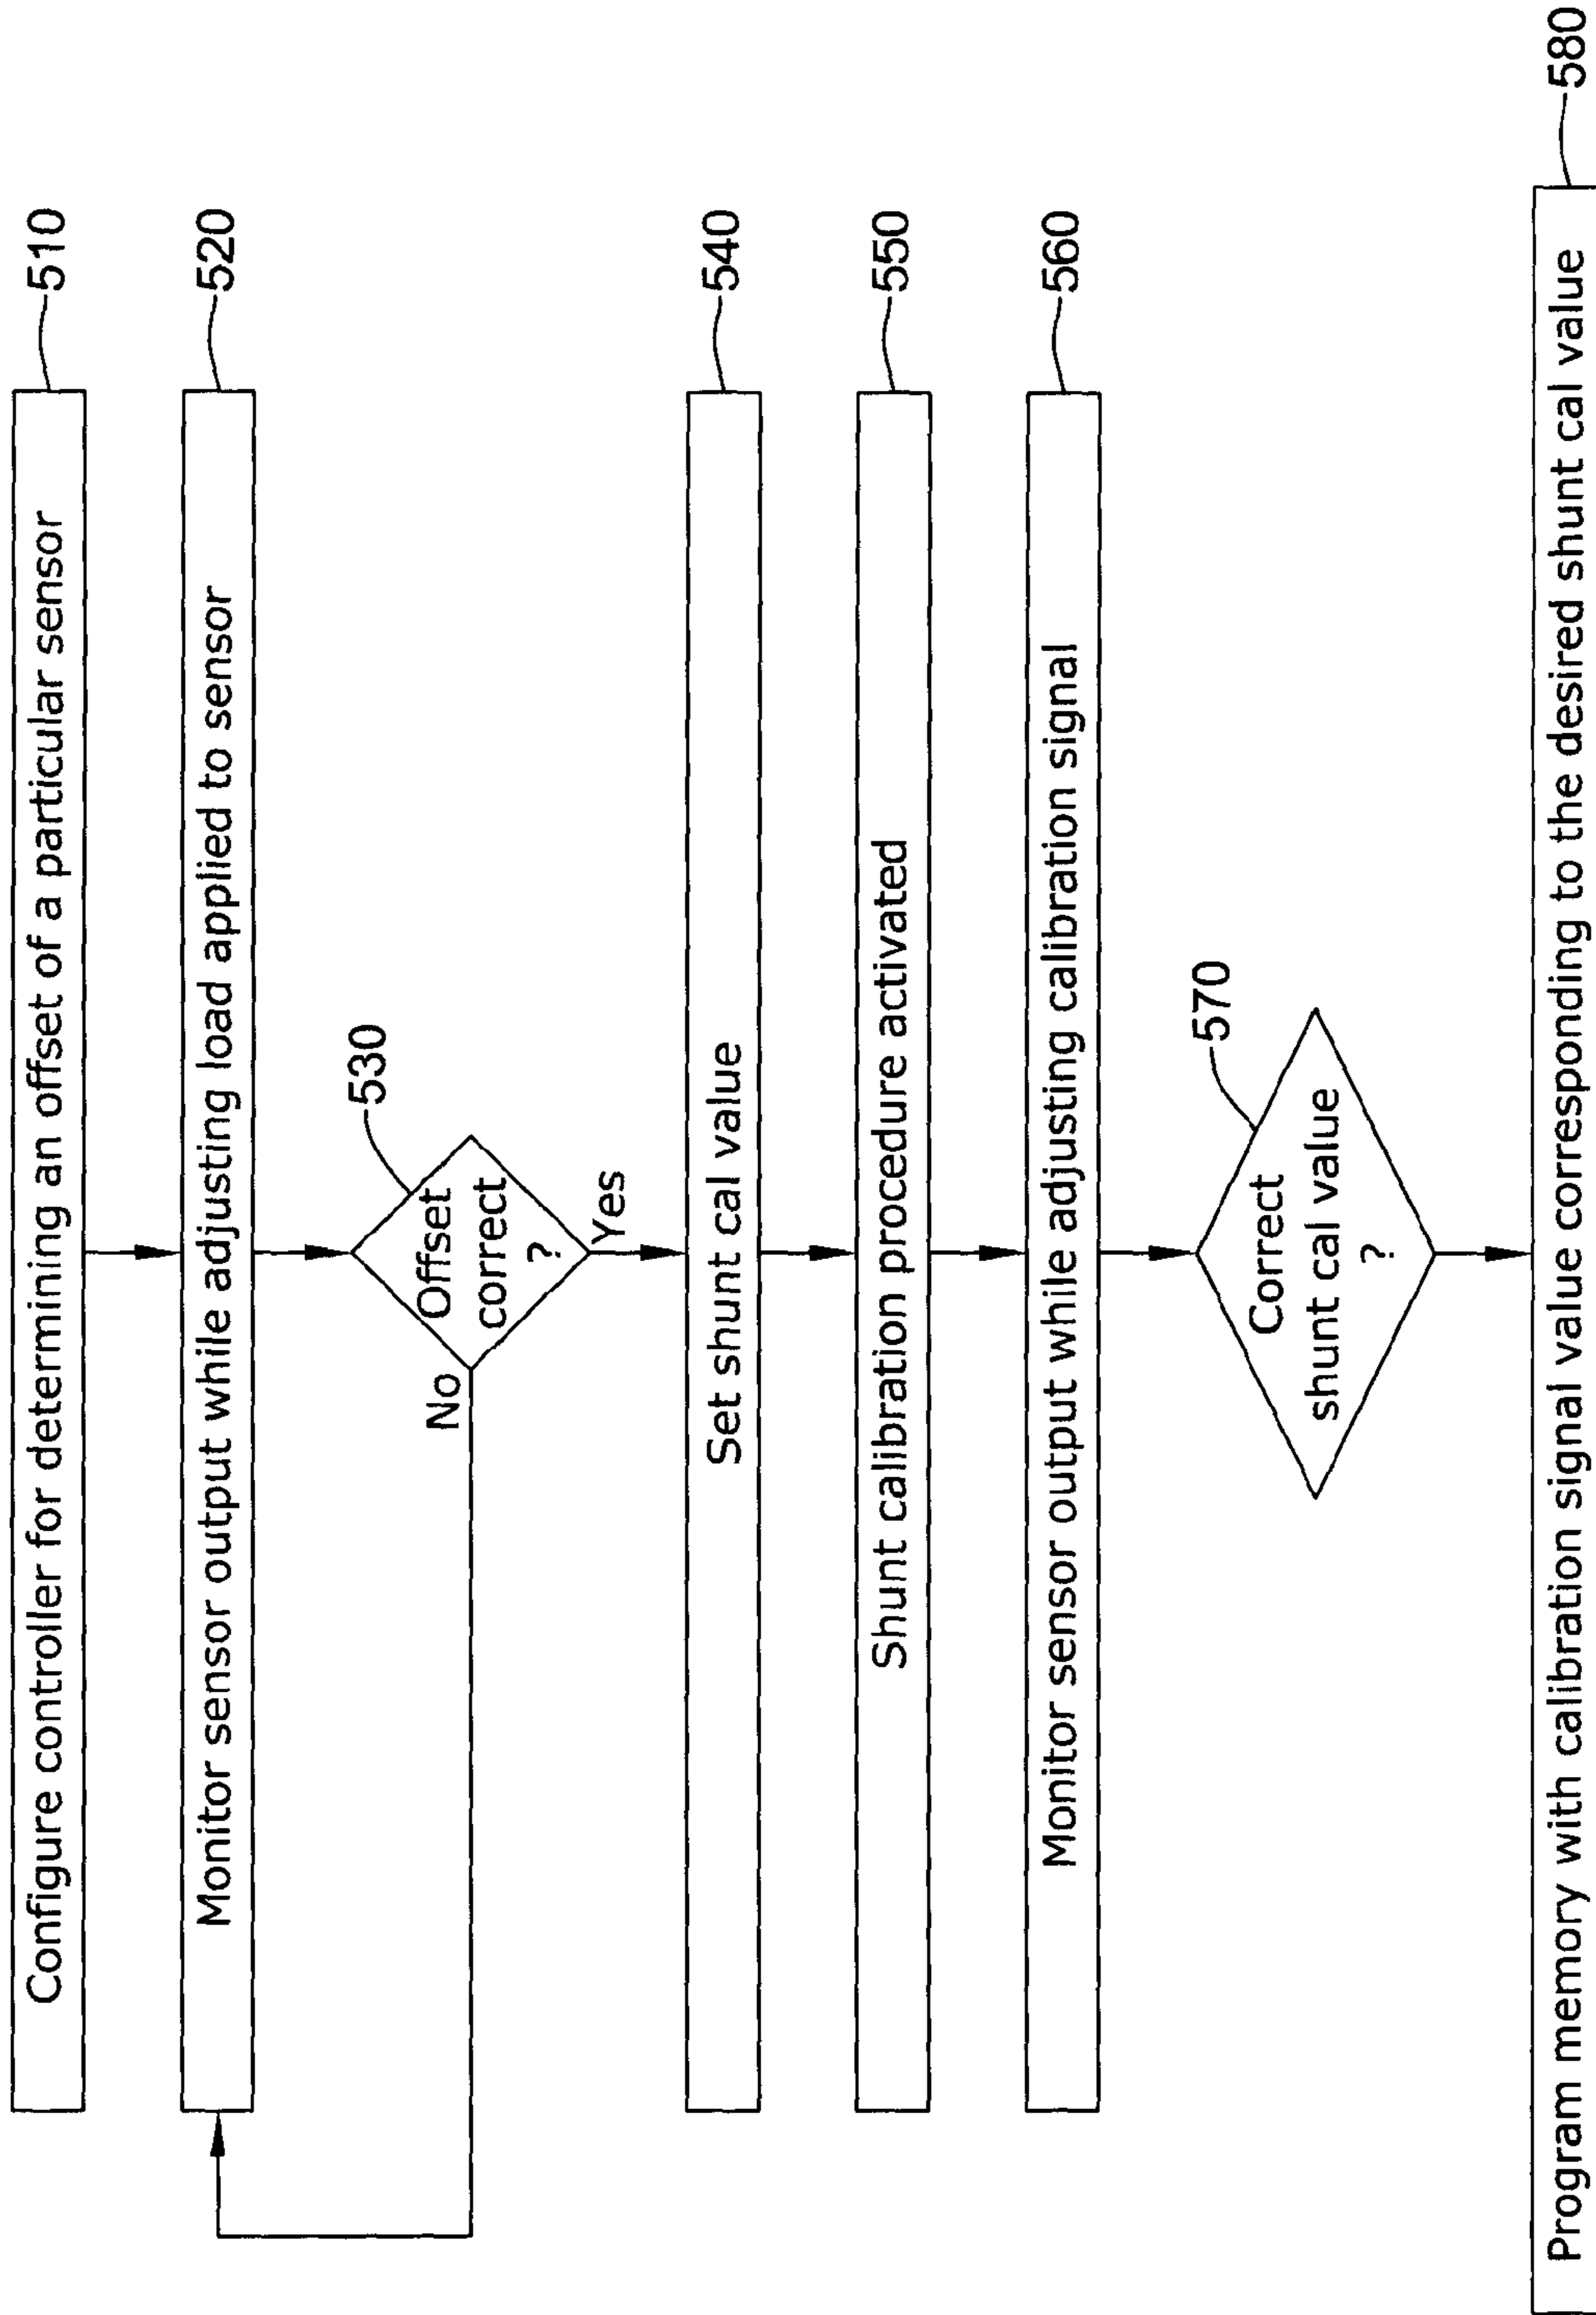 Configure controller for determining an offset of a particular sensor
510
Monitor sensor output while adjusting load applied to sensor
520
Offset
correct
?
530
No
Yes
Set shunt cal value
540
Shunt calibration procedure activated
550
Monitor sensor output while adjusting calibration signal
560
Correct
shunt cal value
?
570
Program memory with calibration signal value corresponding to the desired shunt cal value
580